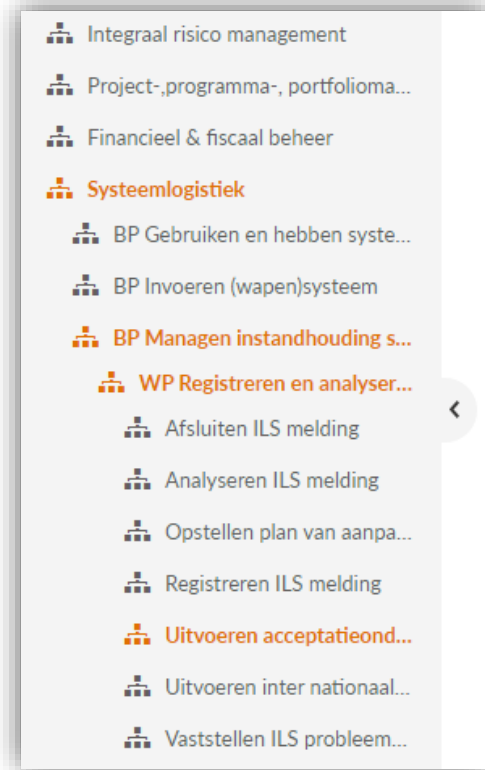 Integraal risico management
Project-,programma-, portfolioma...
Financieel & fiscaal beheer
Systeemlogistiek
BP Gebruiken en hebben syste...
BP Invoeren (wapen)systeem
BP Managen instandhouding s...
WP Registreren en analyser...
Afsluiten ILS melding
Analyseren ILS melding
Opstellen plan van aanpa...
Registreren ILS melding
Uitvoeren acceptatieond...
Uitvoeren inter nationaal...
Vaststellen ILS probleem...